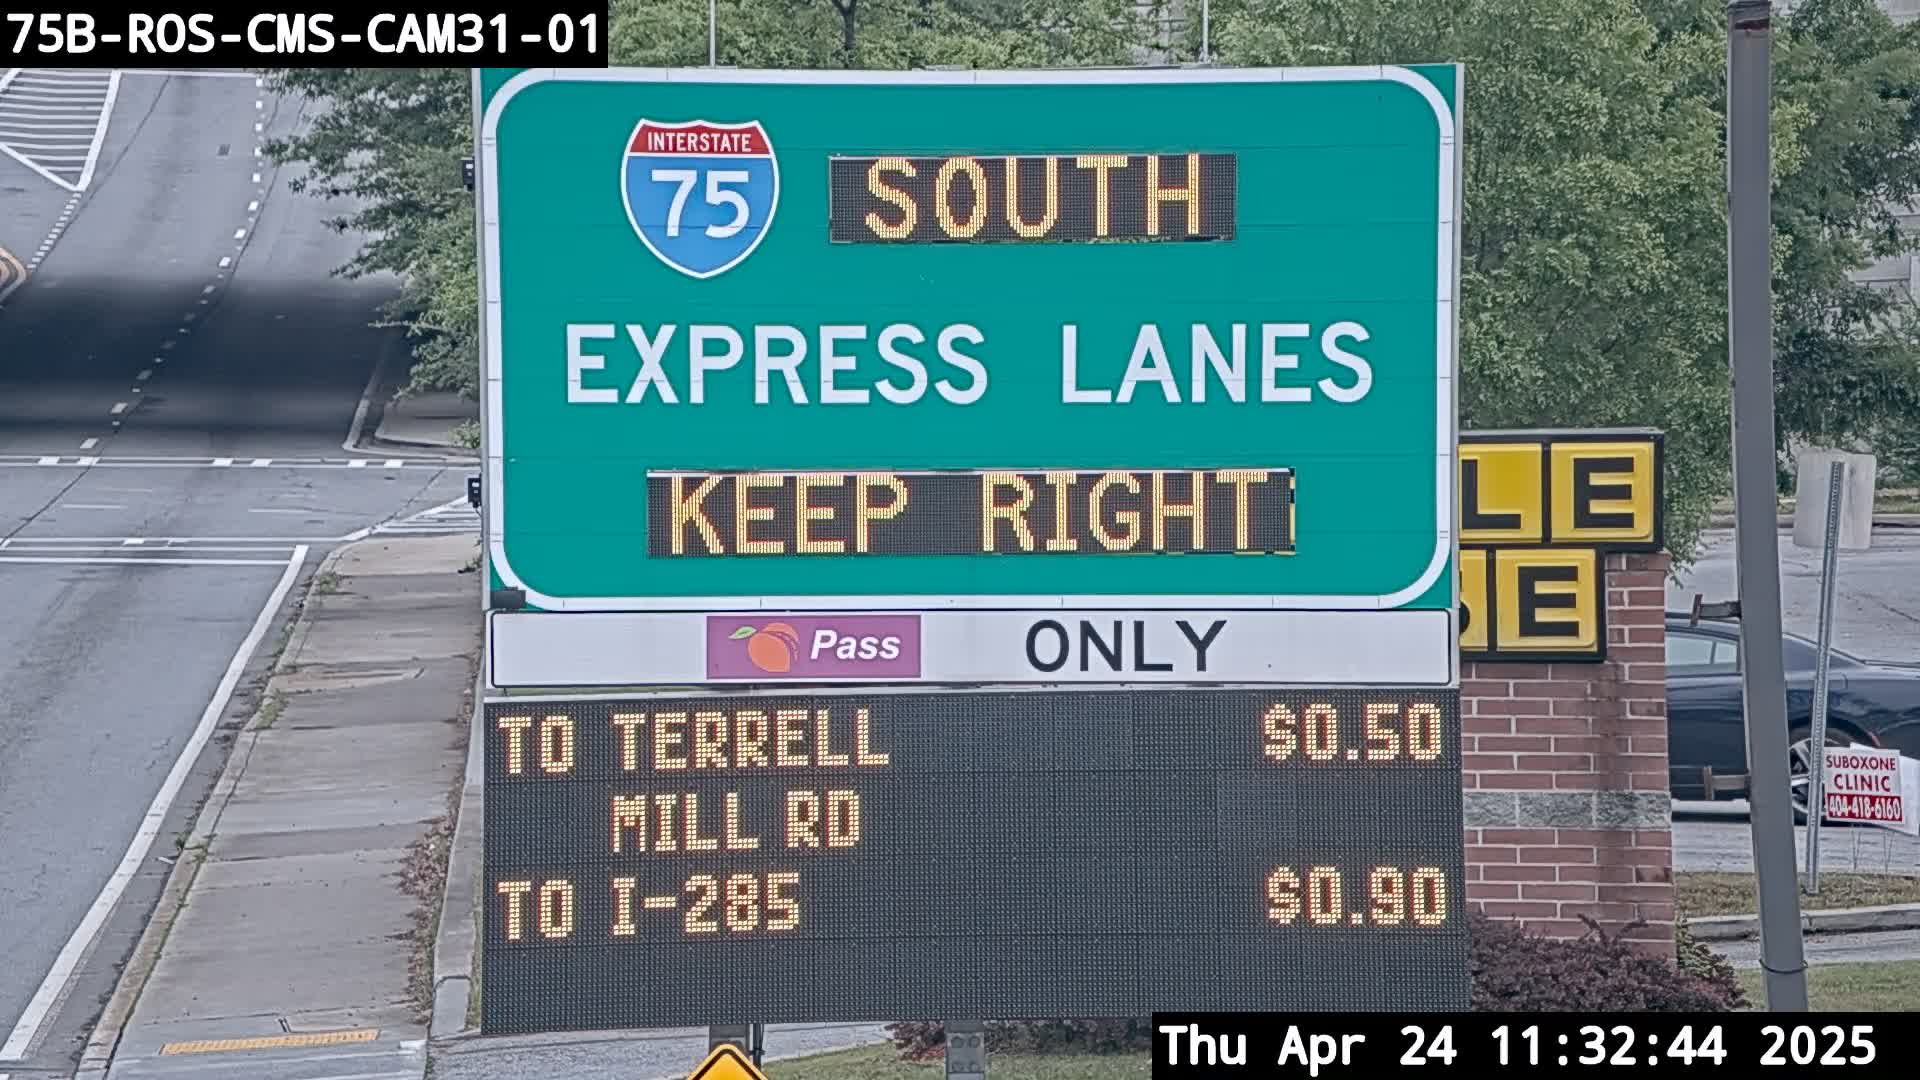 75B-ROS-CMS-CAM31-01
INTERSTATE
75
SOUTH
EXPRESS LANES
KEEP RIGHT
Pass ONLY
TO TERRELL $0.50
MILL RD
TO I-285 $0.90
LE
E
SUBOXONE
CLINIC
404-418-6160
Thu Apr 24 11:32:44 2025